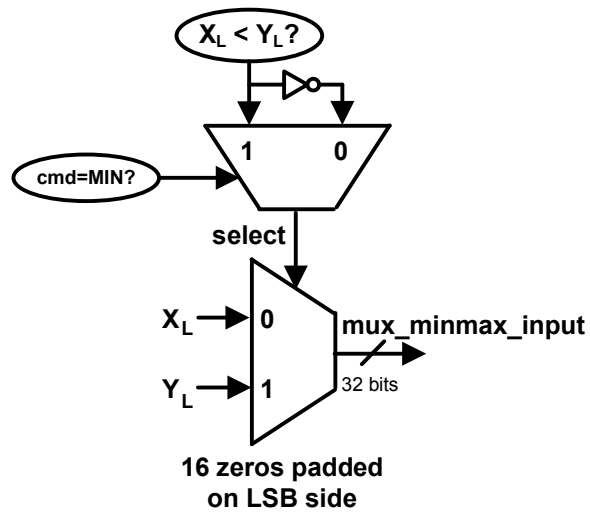 X_L < Y_L?
1 0
cmd=MIN?
select
X_L
0
mux_minmax_input
Y_L
1
32 bits
16 zeros padded
on LSB side